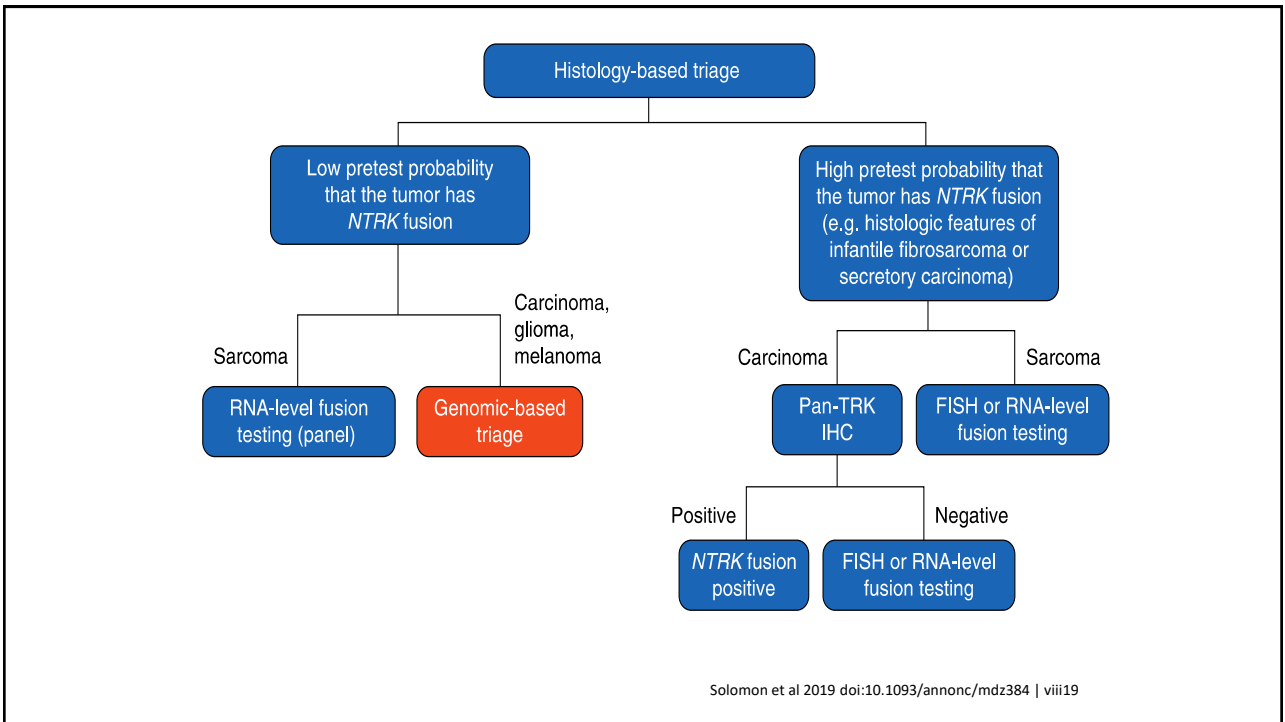 Histology-based triage
Low pretest probability
that the tumor has
NTRK fusion
High pretest probability that
the tumor has NTRK fusion
(e.g. histologic features of
infantile fibrosarcoma or
secretory carcinoma)
Sarcoma
Carcinoma,
glioma,
melanoma
RNA-level fusion
testing (panel)
Genomic-based
triage
Carcinoma
Sarcoma
Pan-TRK
IHC
FISH or RNA-level
fusion testing
Positive
Negative
NTRK fusion
positive
FISH or RNA-level
fusion testing
Solomon et al 2019 doi:10.1093/annonc/mdz384 | viii19